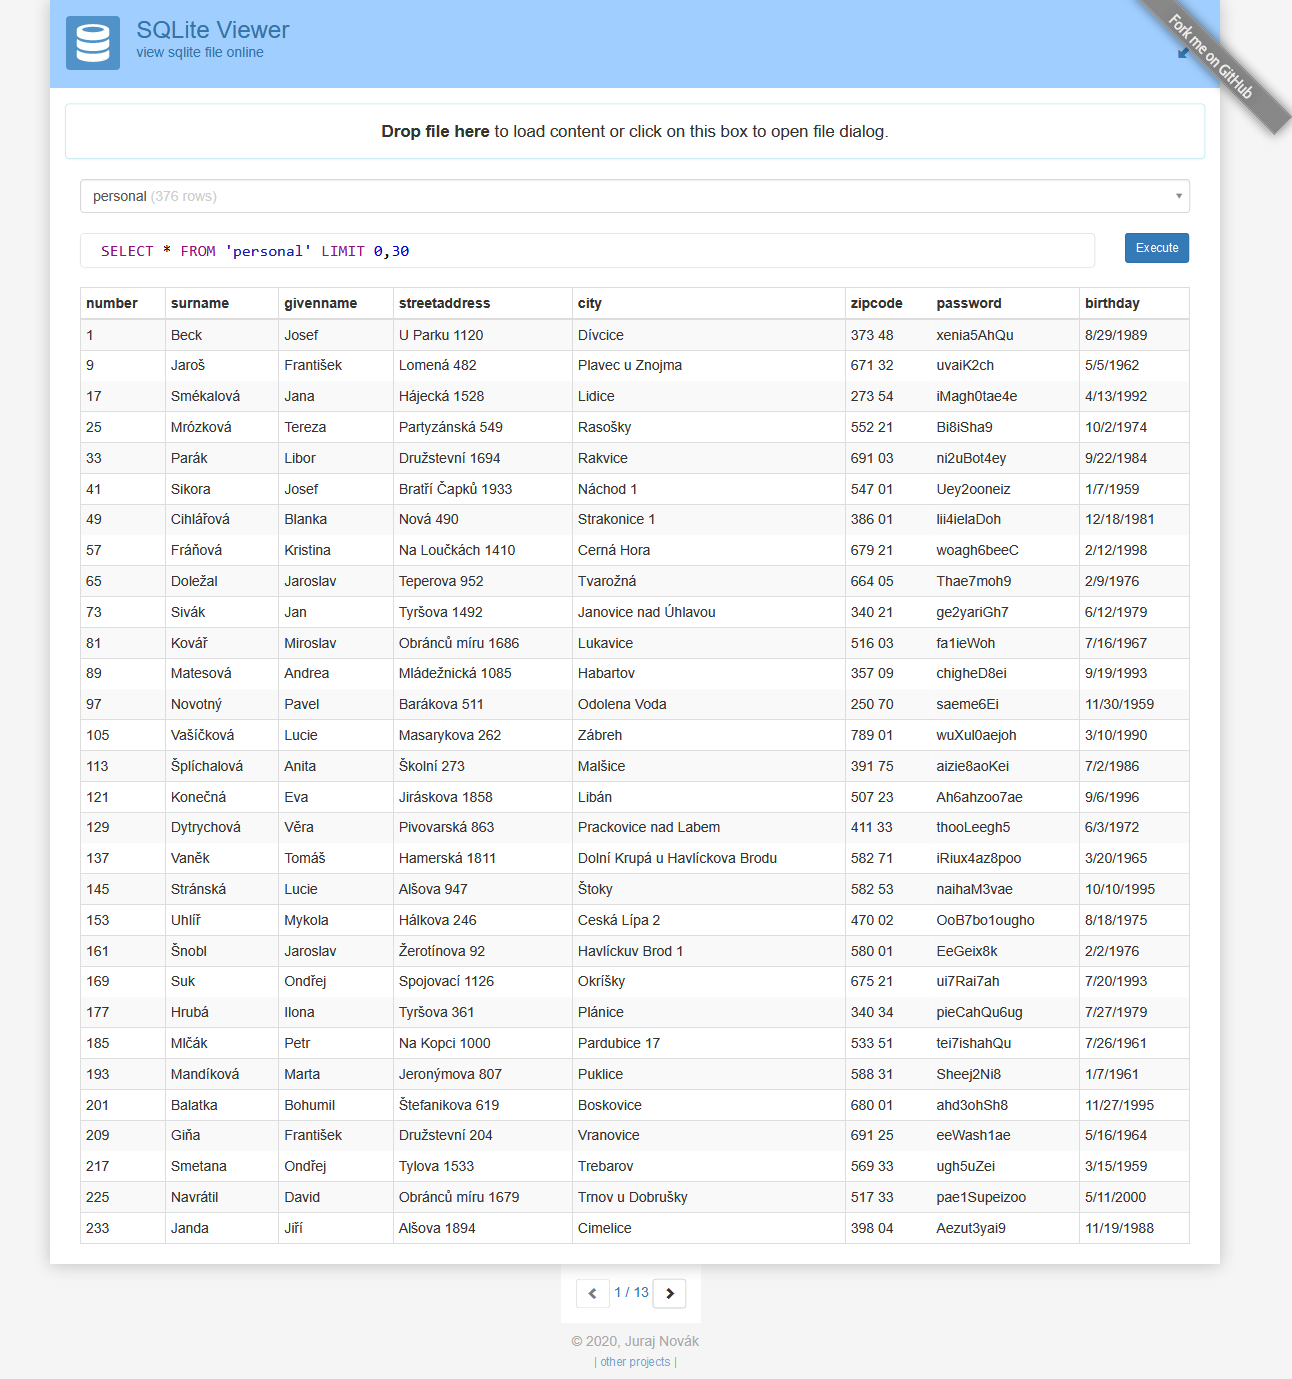 SQLite Viewer
view sqlite file online
Fork me on GitHub
Drop file here to load content or click on this box to open file dialog.
personal (376 rows)
SELECT * FROM 'personal' LIMIT 0,30
Execute
number surname givenname streetaddress city zipcode password birthday
1 Beck Josef U Parku 1120 Dívcice 373 48 xenia5AhQu 8/29/1989
9 Jaroš František Lomená 482 Plavec u Znojma 671 32 uvaiK2ch 5/5/1962
17 Smékalová Jana Hájecká 1528 Lidice 273 54 iMagh0tae4e 4/13/1992
25 Mrózková Tereza Partyzánská 549 Rasošky 552 21 Bi8iSha9 10/2/1974
33 Parák Libor Družstevní 1694 Rakvice 691 03 ni2uBot4ey 9/22/1984
41 Sikora Josef Bratří Čapků 1933 Náchod 1 547 01 Uey2ooneiz 1/7/1959
49 Cihlářová Blanka Nová 490 Strakonice 1 386 01 Iii4ielaDoh 12/18/1981
57 Fráňová Kristina Na Loučkách 1410 Cerná Hora 679 21 woagh6beeC 2/12/1998
65 Doležal Jaroslav Teperova 952 Tvarožná 664 05 Thae7moh9 2/9/1976
73 Sivák Jan Tyršova 1492 Janovice nad Úhlavou 340 21 ge2yariGh7 6/12/1979
81 Kovář Miroslav Obránců míru 1686 Lukavice 516 03 fa1ieWoh 7/16/1967
89 Matesová Andrea Mládežnická 1085 Habartov 357 09 chigheD8ei 9/19/1993
97 Novotný Pavel Barákova 511 Odolena Voda 250 70 saeme6Ei 11/30/1959
105 Vašíčková Lucie Masarykova 262 Zábreh 789 01 wuXul0aejoh 3/10/1990
113 Šplíchalová Anita Školní 273 Malšice 391 75 aizie8aoKei 7/2/1986
121 Konečná Eva Jiráskova 1858 Libán 507 23 Ah6ahzoo7ae 9/6/1996
129 Dytrychová Věra Pivovarská 863 Prackovice nad Labem 411 33 thooLeegh5 6/3/1972
137 Vaněk Tomáš Hamerská 1811 Dolní Krupá u Havlíckova Brodu 582 71 iRiux4az8poo 3/20/1965
145 Stránská Lucie Alšova 947 Štoky 582 53 naihaM3vae 10/10/1995
153 Uhlíř Mykola Hálkova 246 Ceská Lípa 2 470 02 OoB7bo1ougho 8/18/1975
161 Šnobl Jaroslav Žerotínova 92 Havlíckuv Brod 1 580 01 EeGeix8k 2/2/1976
169 Suk Ondřej Spojovací 1126 Okríšky 675 21 ui7Rai7ah 7/20/1993
177 Hrubá Ilona Tyršova 361 Plánice 340 34 pieCahQu6ug 7/27/1979
185 Mlčák Petr Na Kopci 1000 Pardubice 17 533 51 tei7ishahQu 7/26/1961
193 Mandíková Marta Jeronýmova 807 Puklice 588 31 Sheej2Ni8 1/7/1961
201 Balatka Bohumil Štefanikova 619 Boskovice 680 01 ahd3ohSh8 11/27/1995
209 Giňa František Družstevní 204 Vranovice 691 25 eeWash1ae 5/16/1964
217 Smetana Ondřej Tylova 1533 Trebarov 569 33 ugh5uZei 3/15/1959
225 Navrátil David Obránců míru 1679 Trnov u Dobrušky 517 33 pae1Supeizoo 5/11/2000
233 Janda Jiří Alšova 1894 Cimelice 398 04 Aezut3yai9 11/19/1988
1 / 13
© 2020, Juraj Novák
| other projects |